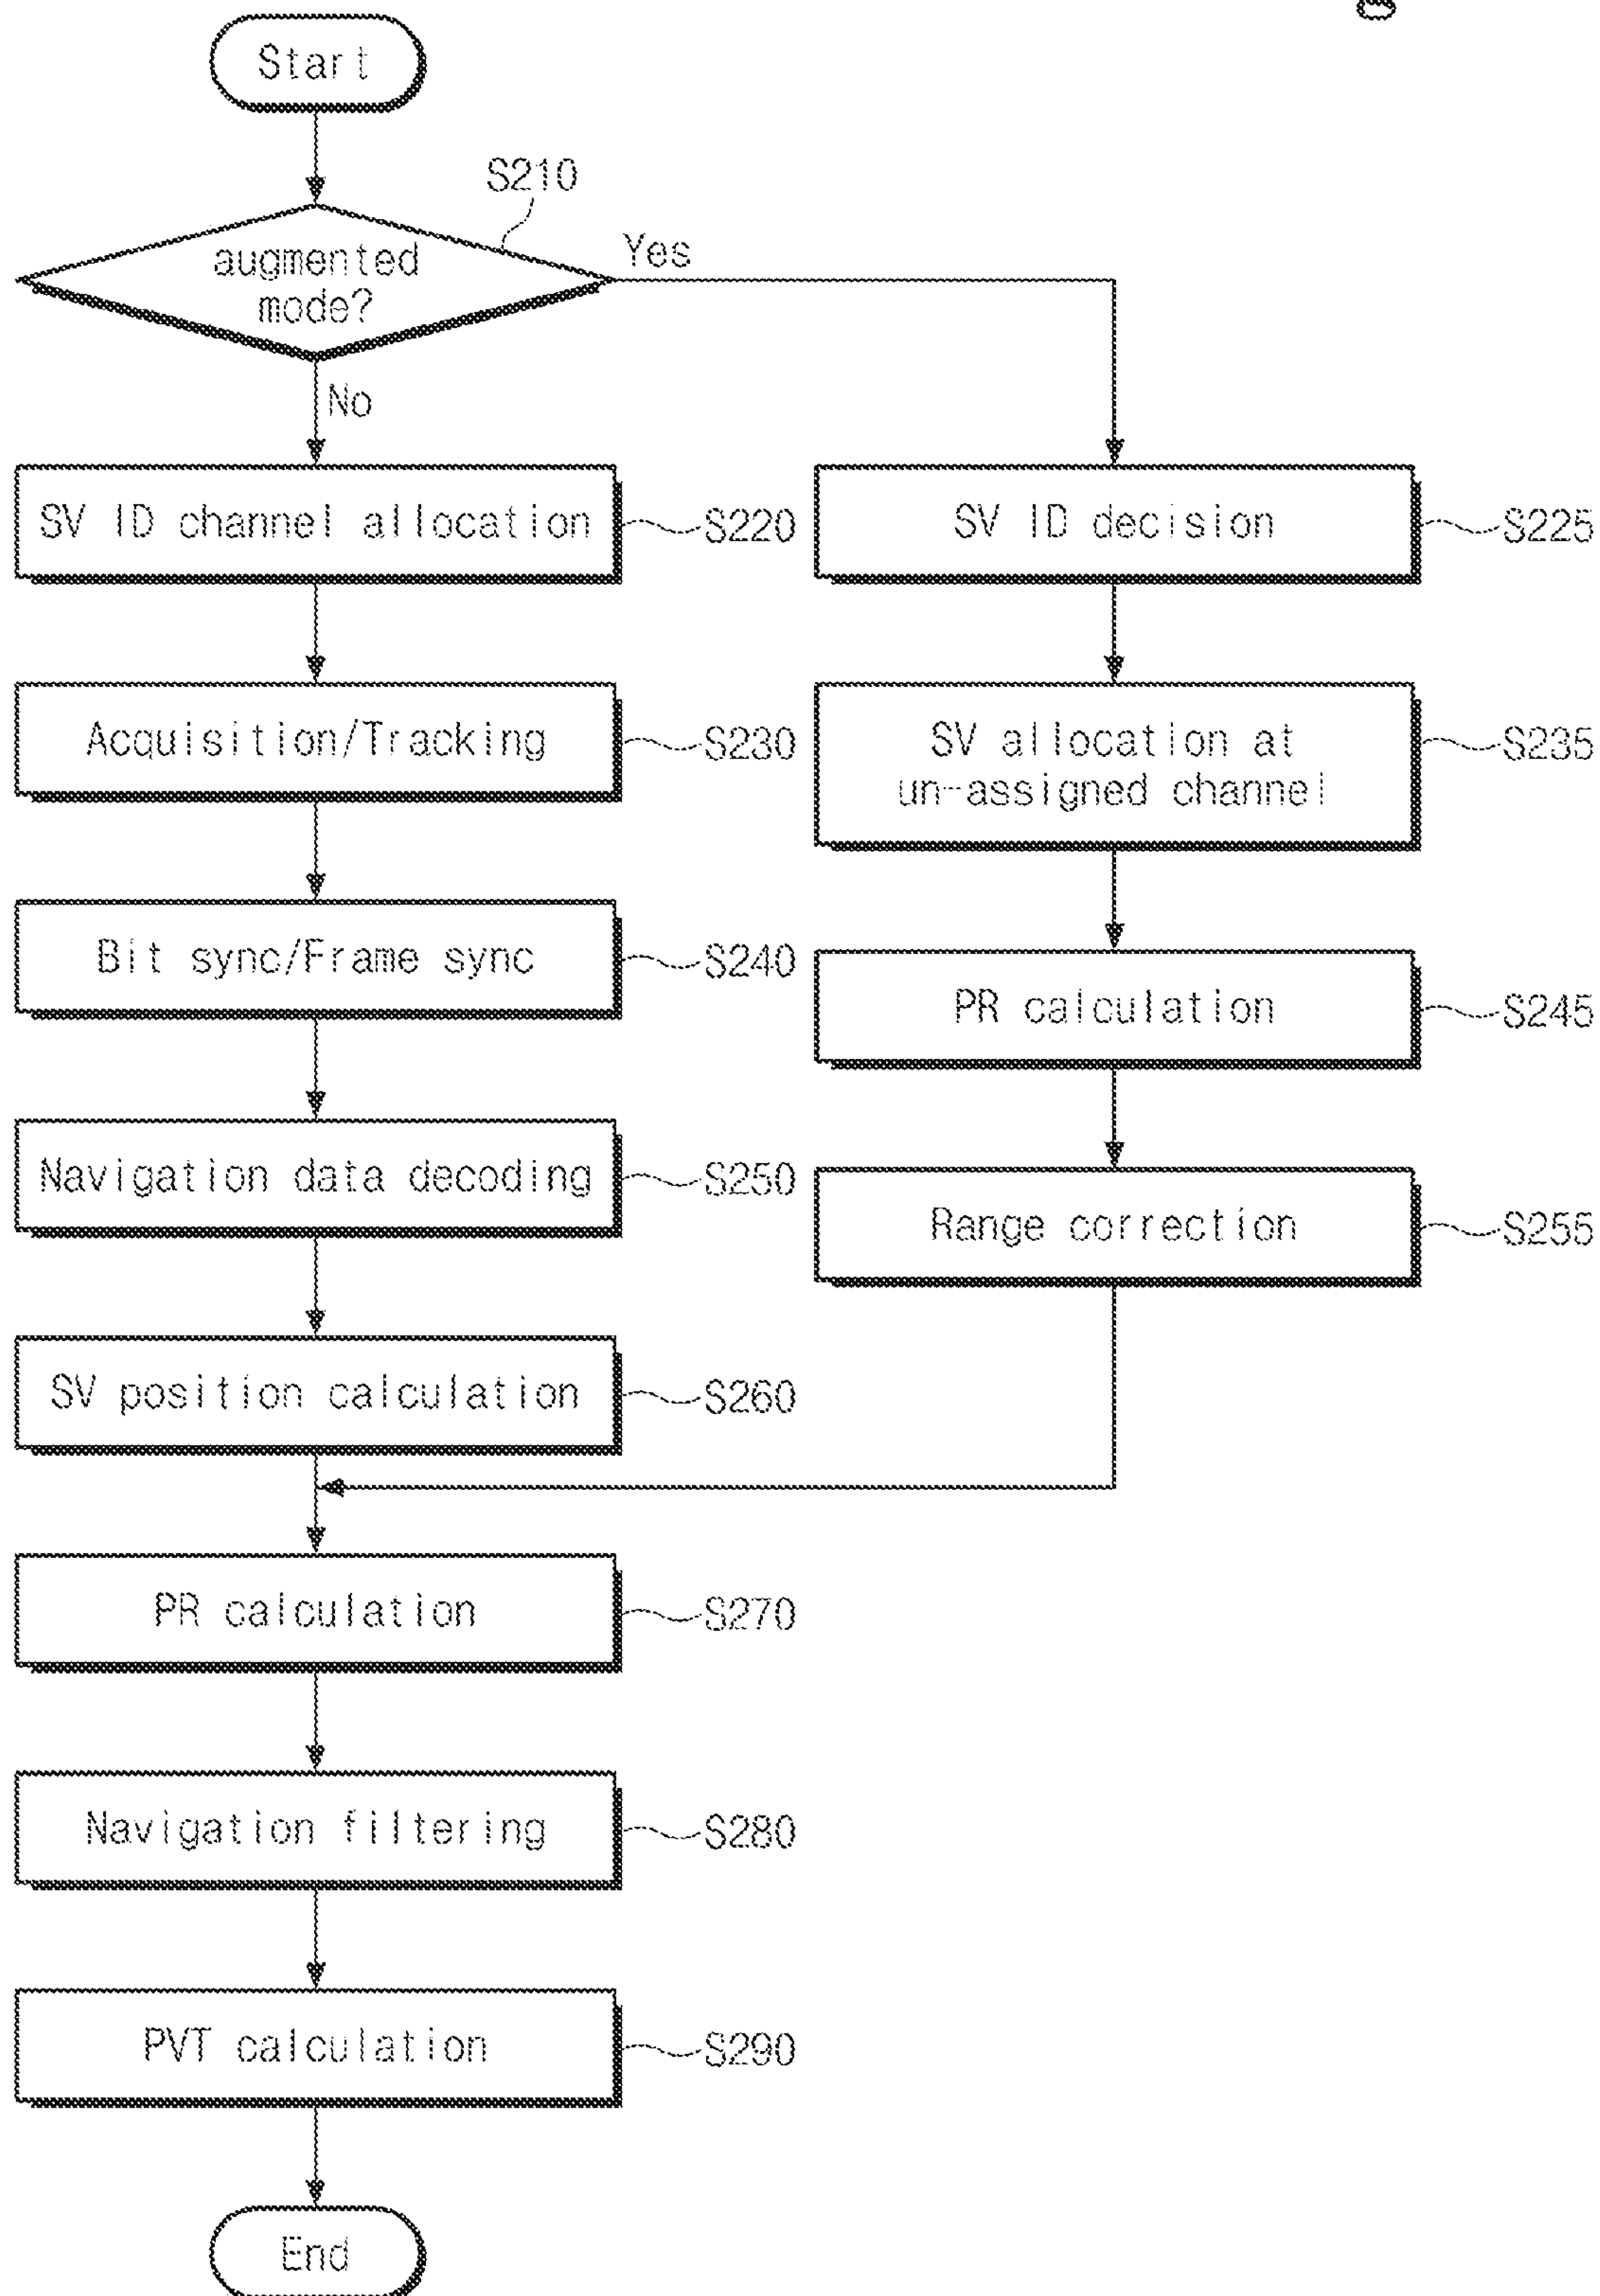 Start
S210
augmented
mode?
Yes
No
SV ID channel allocation
S220
SV ID decision
S225
Acquisition/Tracking
S230
SV allocation at
un-assigned channel
S235
Bit sync/Frame sync
S240
PR calculation
S245
Navigation data decoding
S250
Range correction
S255
SV position calculation
S260
PR calculation
S270
Navigation filtering
S280
PVT calculation
S290
End